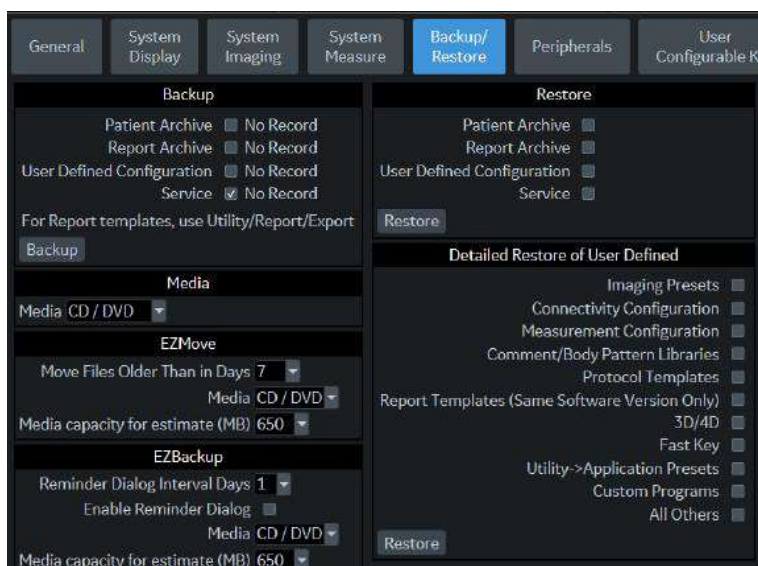 General
System Display
System Imaging
System Measure
Backup/ Restore
Peripherals
User Configurable K
Backup
Patient Archive No Record
Report Archive No Record
User Defined Configuration No Record
Service No Record
For Report templates, use Utility/Report/Export
Backup
Media
Media CD / DVD
EZMove
Move Files Older Than in Days 7
Media CD / DVD
Media capacity for estimate (MB) 650
EZBackup
Reminder Dialog Interval Days 1
Enable Reminder Dialog
Media CD / DVD
Media capacity for estimate (MB) 650
Restore
Patient Archive
Report Archive
User Defined Configuration
Service
Restore
Detailed Restore of User Defined
Imaging Presets
Connectivity Configuration
Measurement Configuration
Comment/Body Pattern Libraries
Protocol Templates
Report Templates (Same Software Version Only)
3D/4D
Fast Key
Utility->Application Presets
Custom Programs
All Others
Restore